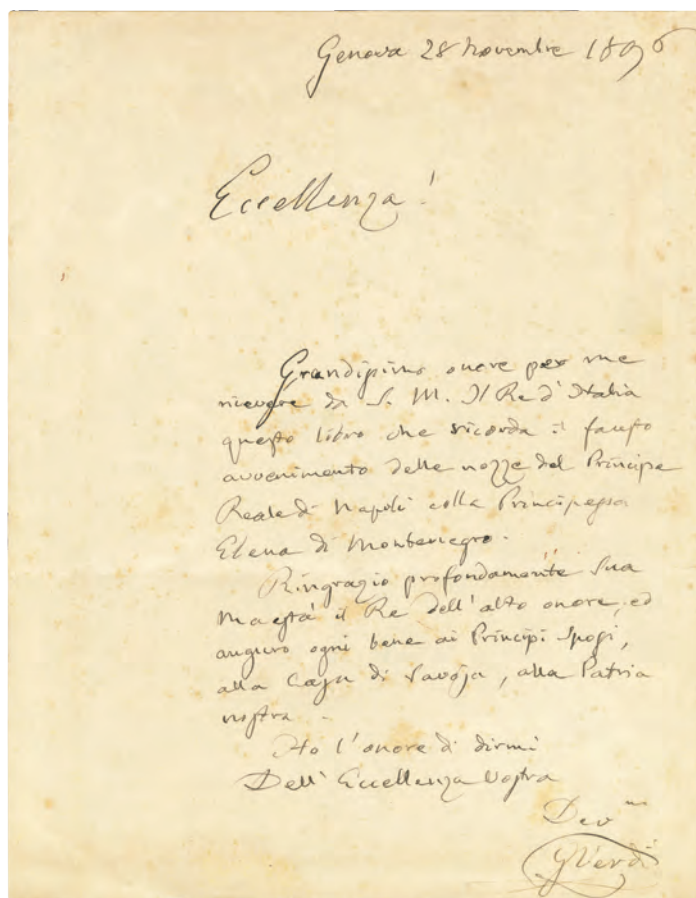 Genova 28 Novembre 1896
Eccellenza!
Grandissimo onore per me
ricevere da S. M. Il Re d'Italia
questo libro che ricorda il fausto
avvenimento delle nozze del Principe
Reale di Napoli colla Principessa
Elena di Montenegro.
Ringrazio profondamente Sua
Maestà il Re dell'alto onore, ed
auguro ogni bene ai Principi Sposi,
alla Casa di Savoja, alla Patria
nostra.
Ho l'onore di dirmi
Dell'Eccellenza Vostra
Dev.mo
GVerdi